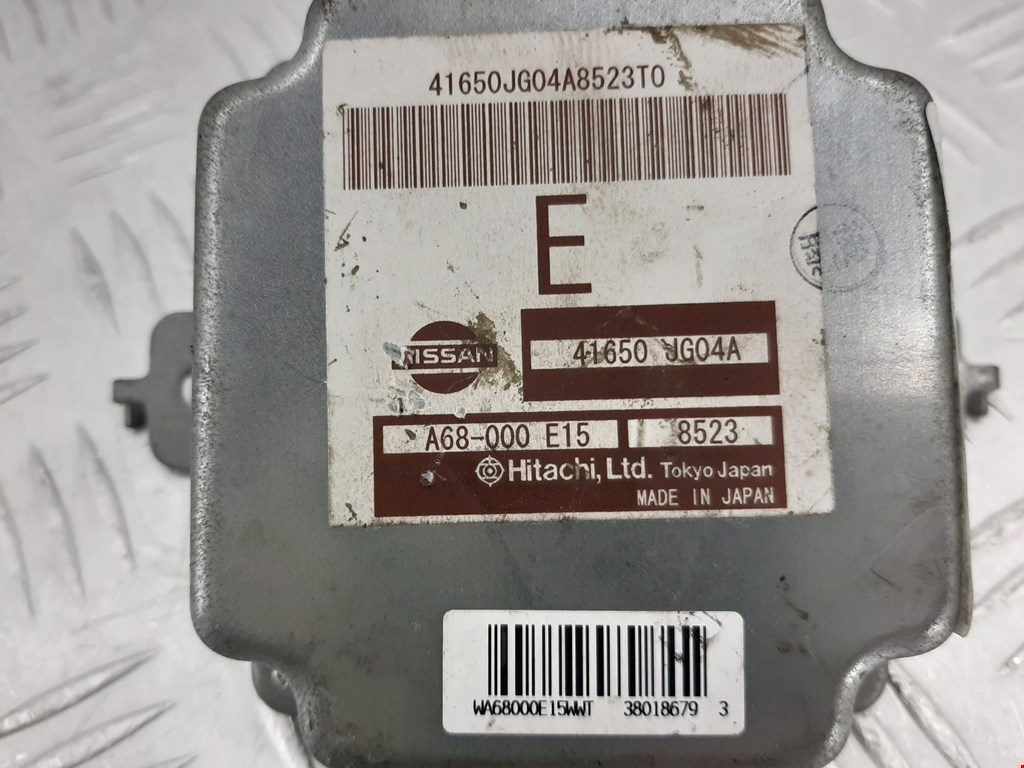 41650JG04A8523T0
E
NISSAN
41650 JG04A
A68-000 E15 8523
Hitachi, Ltd. Tokyo Japan
MADE IN JAPAN
WA68000E15WWT 38018679 3